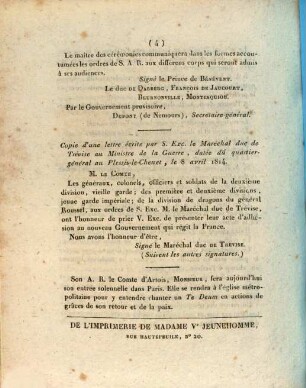 ( 4 )
Le maître des cérémonies communiquera dans les formes accou-
tumées les ordres de S. A. R. aux différens corps qui seront admis
à ses audiences.
Signé le Prince de BÉNÉVENT.
LE DUC DE DALBERG, FRANÇOIS DE JAUCOURT,
BEURNONVILLE, MONTESQUIOU.
Par le Gouvernement provisoire,
DUPONT (DE NEMOURS), Secrétaire-général.
Copie d'une lettre écrite par S. Exc. le Maréchal duc
de Trévise au Ministre de la Guerre, datée du quartier-
général au Plessis-le-Chenet, le 8 avril 1814.
M. LE COMTE,
Les généraux, colonels, officiers et soldats de la deuxième
division, vieille garde; des première et deuxième divisions,
jeune garde impériale; de la division de dragons du général
Roussel, aux ordres de S. Exc. M. le Maréchal duc de Trévise,
ont l'honneur de prier V. Exc. de présenter leur acte d'adhé-
sion au nouveau Gouvernement qui régit la France.
Nous avons l'honneur d'être,
Signé le Maréchal DUC DE TRÉVISE.
(Suivent les autres signatures.)
Son A. R. le Comte d'Artois, MONSIEUR, fera aujourd'hui
son entrée solennelle dans Paris. Elle se rendra à l'église métro-
politaine pour y entendre chanter un Te Deum en actions de
grâces de son retour et de la paix.
DE L'IMPRIMERIE DE MADAME Ve JEUNEHOMME,
RUE HAUTEFEUILLE, N° 20.